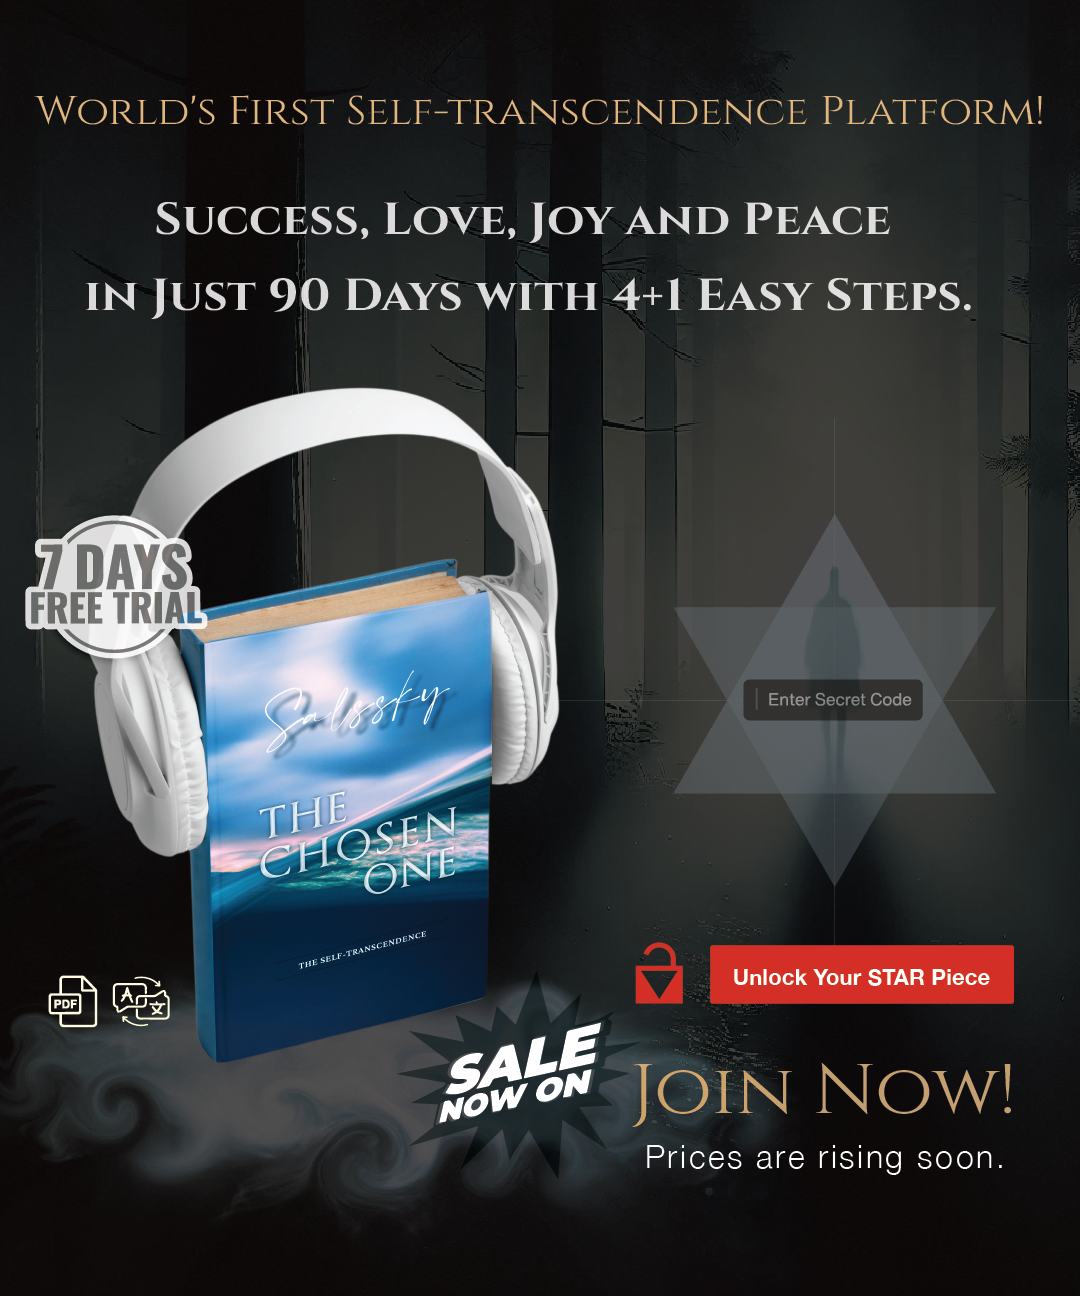 World's First Self-transcendence Platform!
Success, Love, Joy and Peace
in Just 90 Days with 4+1 Easy Steps.
7 DAYS
FREE TRIAL
Salssky
THE
CHOSEN
ONE
THE SELF-TRANSCENDENCE
Enter Secret Code
PDF
A 文
Unlock Your STAR Piece
SALE
NOW ON
Join Now!
Prices are rising soon.